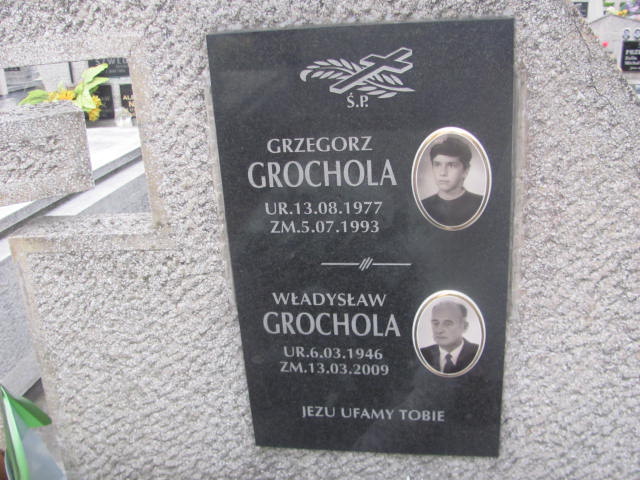 Ś.P.
GRZEGORZ
GROCHOLA
UR.13.08.1977
ZM.5.07.1993
WŁADYSŁAW
GROCHOLA
UR.6.03.1946
ZM.13.03.2009
JEZU UFAMY TOBIE